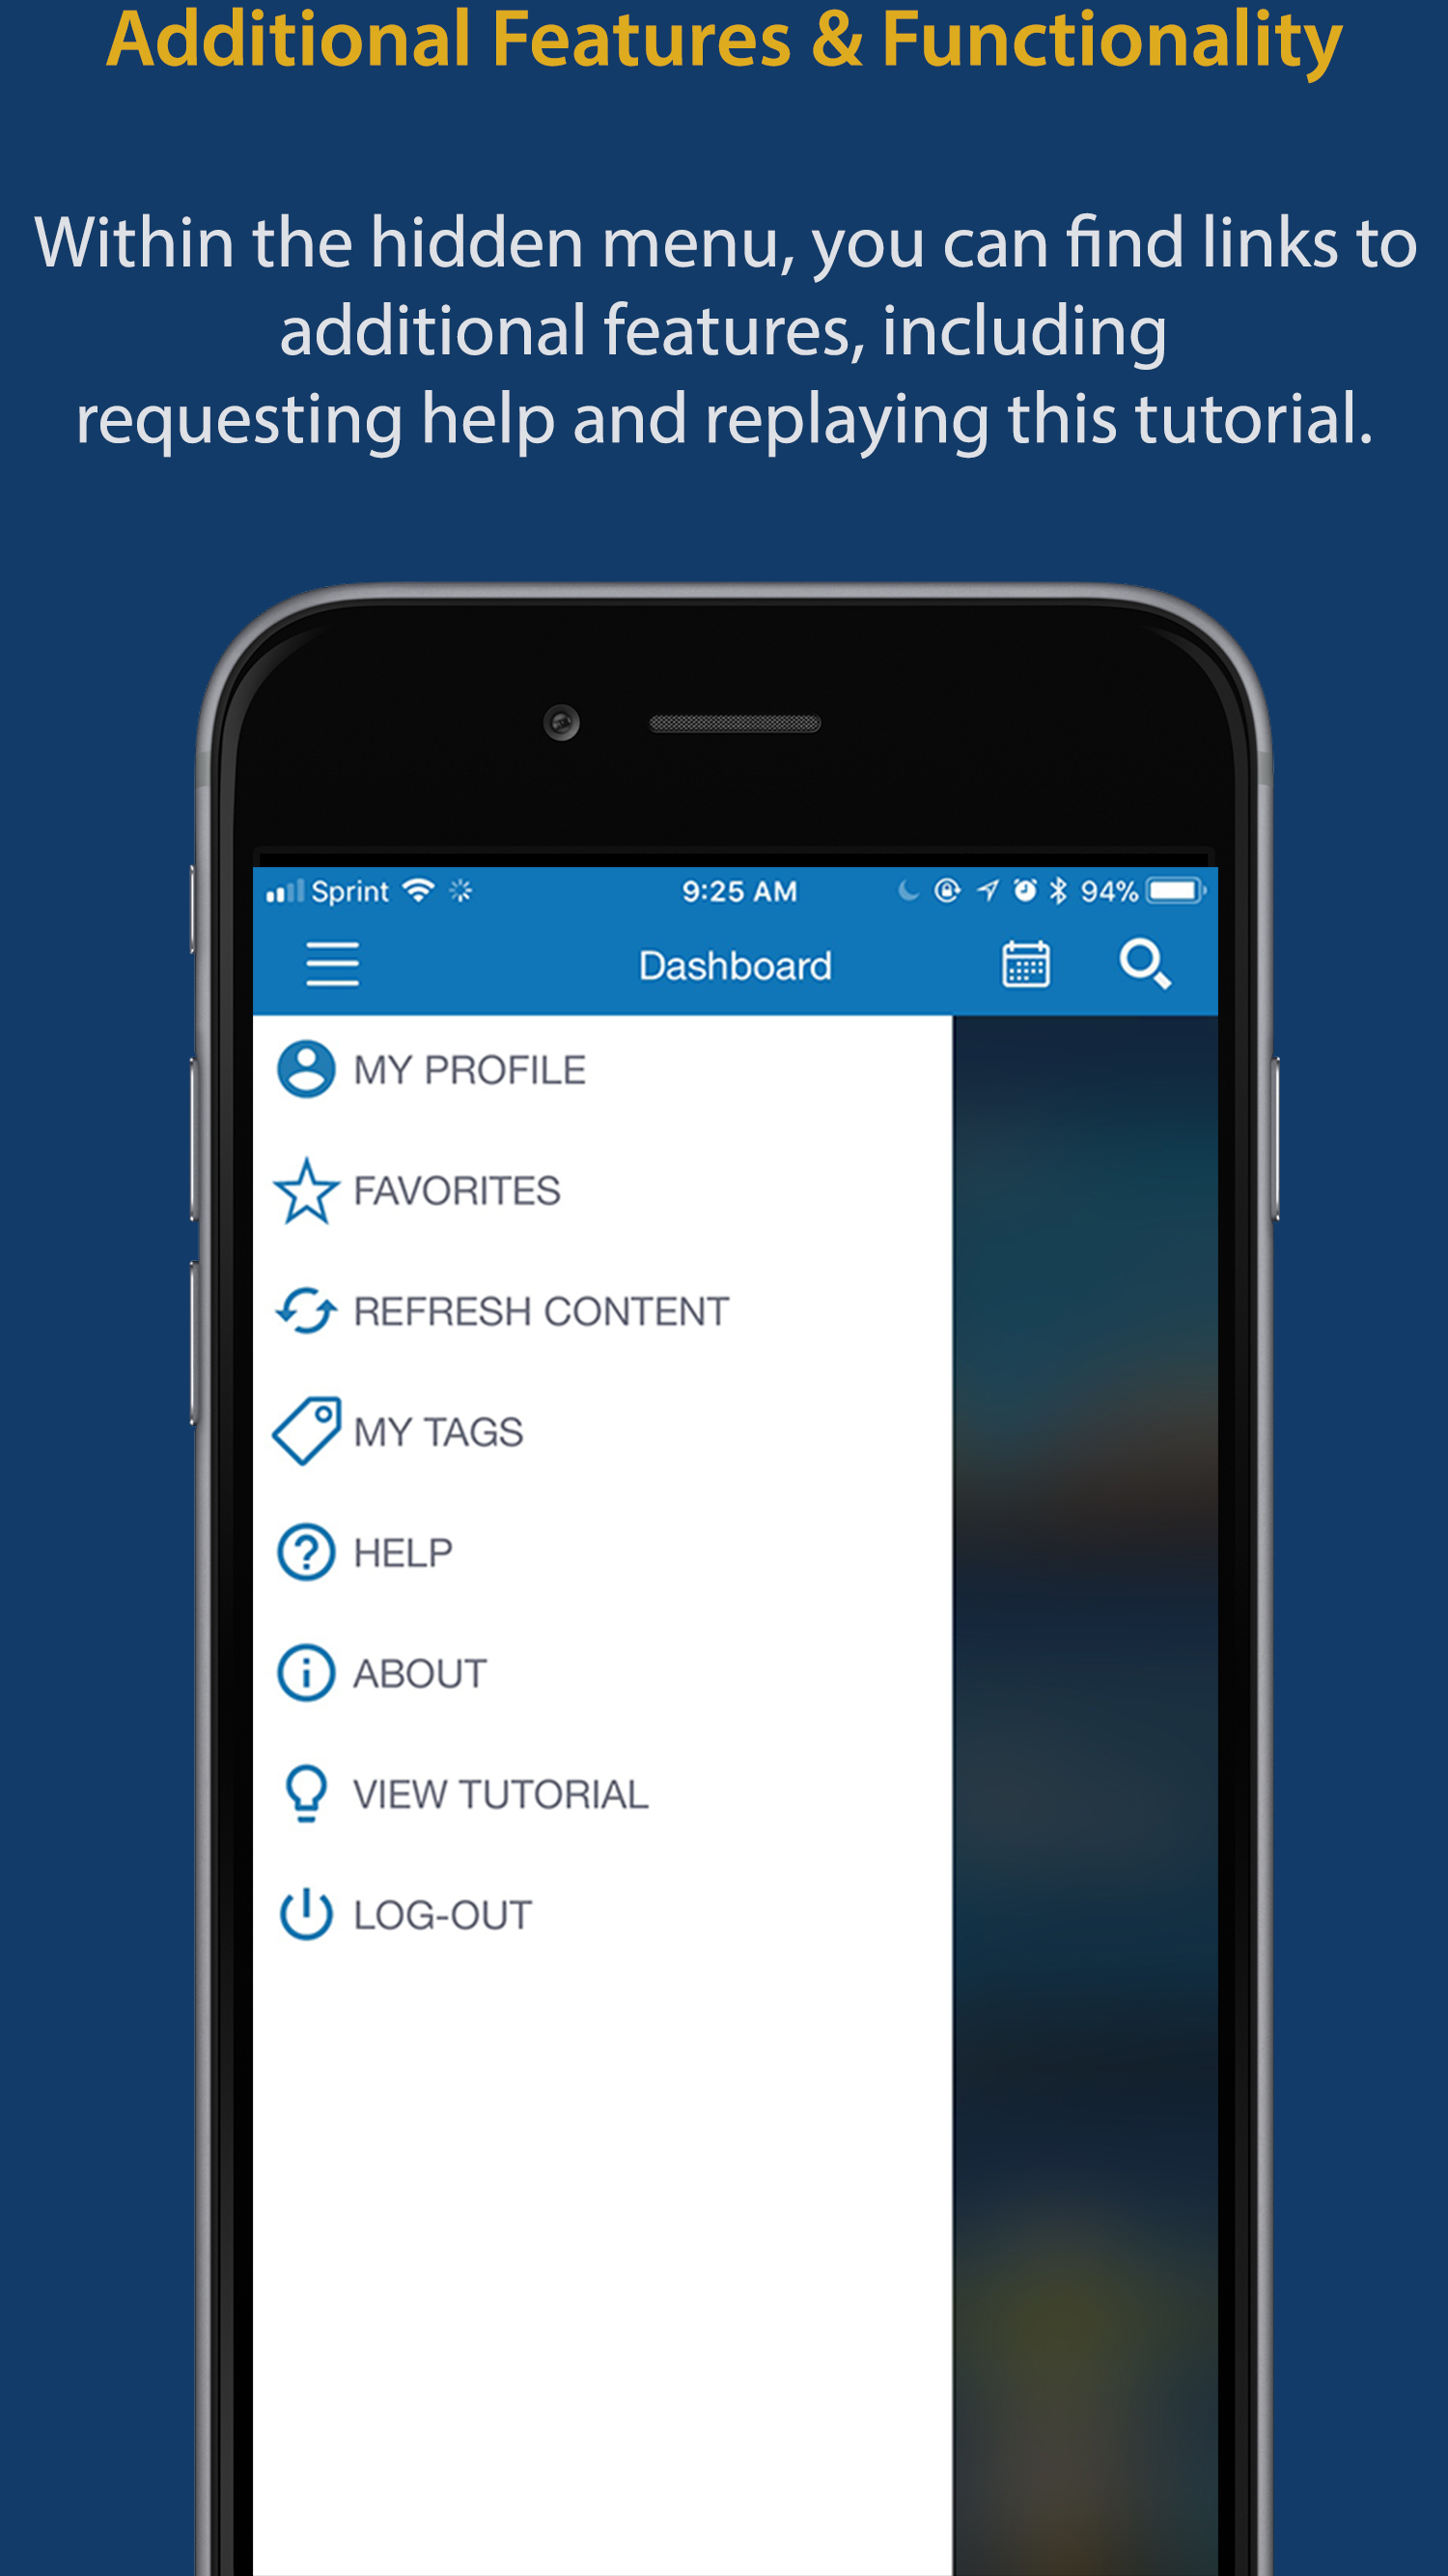 Additional Features & Functionality
Within the hidden menu, you can find links to
additional features, including
requesting help and replaying this tutorial.
Sprint 9:25 AM 94%
Dashboard
MY PROFILE
FAVORITES
REFRESH CONTENT
MY TAGS
HELP
ABOUT
VIEW TUTORIAL
LOG-OUT